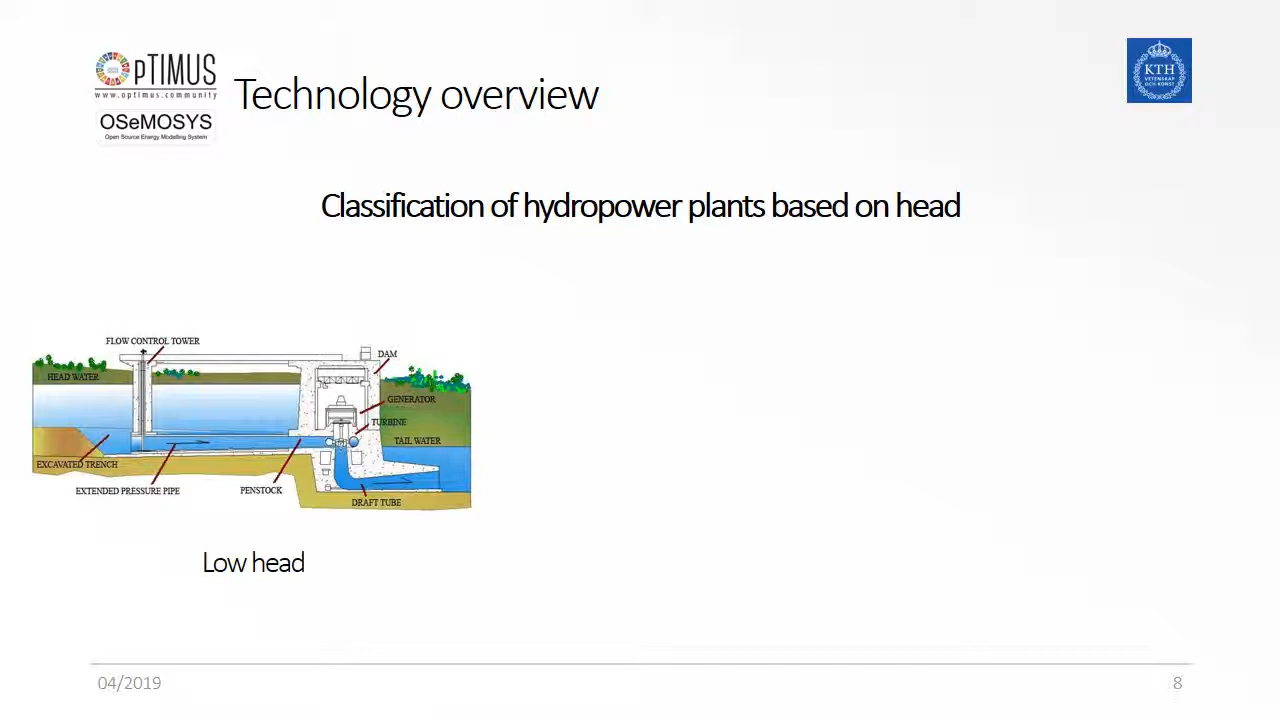 OPTIMUS
www.optimus.community
OSeMOSYS
Open Source Energy Modelling System
Technology overview
KTH
VETENSKAP
OCH KONST
Classification of hydropower plants based on head
FLOW CONTROL TOWER
DAM
HEAD WATER
GENERATOR
TURBINE
TAIL WATER
EXCAVATED TRENCH
EXTENDED PRESSURE PIPE
PENSTOCK
DRAFT TUBE
Low head
04/2019
8